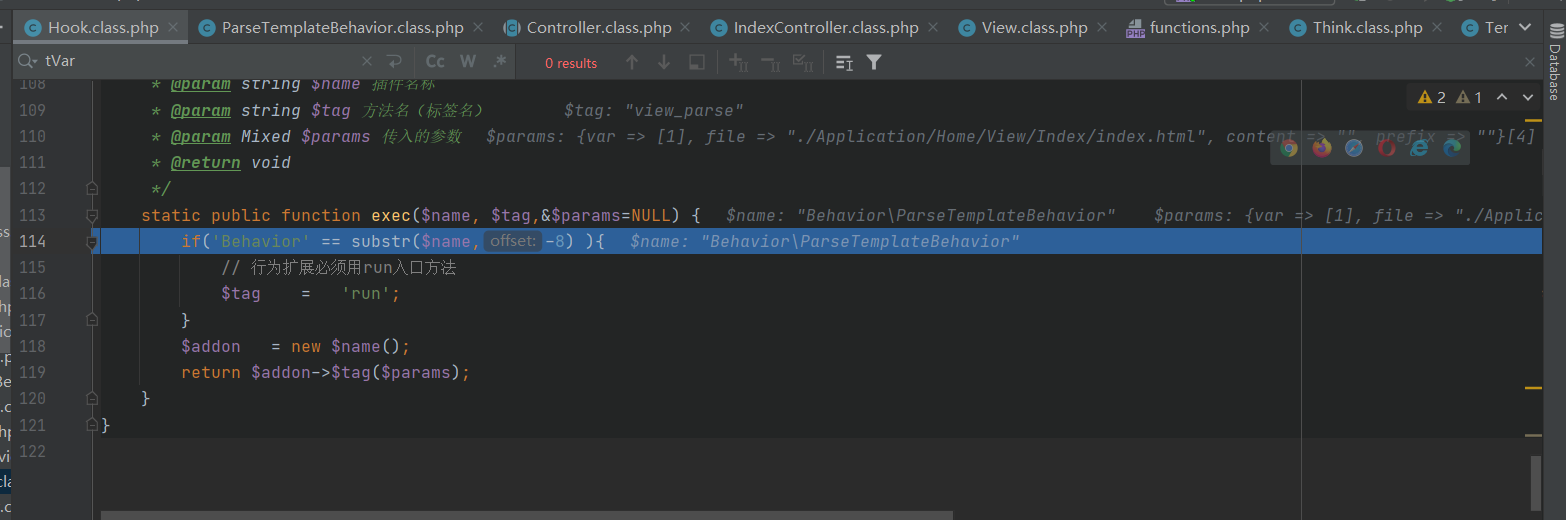 Hook.class.php ParseTemplateBehavior.class.php Controller.class.php IndexController.class.php View.class.php functions.php Think.class.php Ter
tVar Cc W .* 0 results
Database
2 1
108 * @param string $name 插件名称
109 * @param string $tag 方法名（标签名） $tag: "view_parse"
110 * @param Mixed $params 传入的参数 $params: {var => [1], file => "./Application/Home/View/Index/index.html", content => "", prefix => ""}[4]
111 * @return void
112 */
113 static public function exec($name, $tag,&$params=NULL) { $name: "Behavior\ParseTemplateBehavior" $params: {var => [1], file => "./Applic
114 if('Behavior' == substr($name, offset: -8) ){ $name: "Behavior\ParseTemplateBehavior"
115 // 行为扩展必须用run入口方法
116 $tag = 'run';
117 }
118 $addon = new $name();
119 return $addon->$tag($params);
120 }
121 }
122